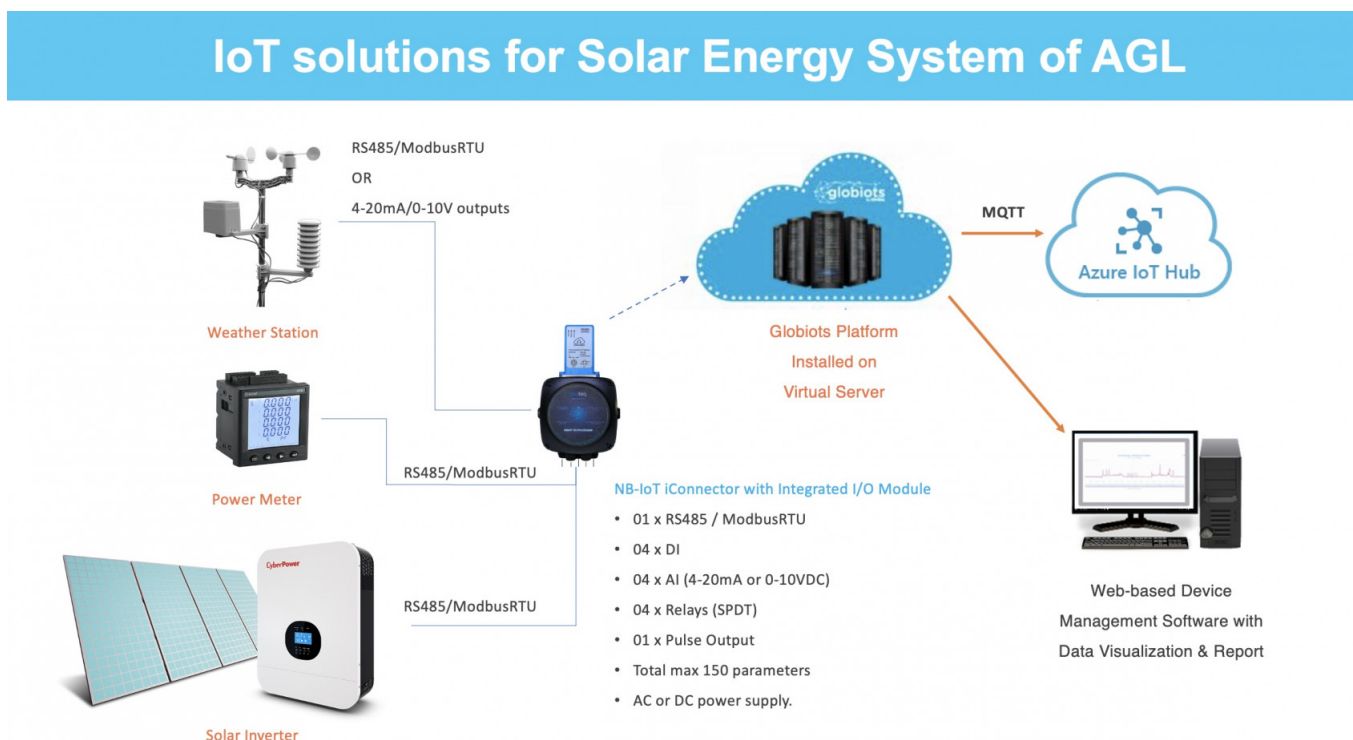 IoT solutions for Solar Energy System of AGL
RS485/ModbusRTU
OR
4-20mA/0-10V outputs
Weather Station
globiots
MQTT
Azure IoT Hub
Globiots Platform
Installed on
Virtual Server
Power Meter
RS485/ModbusRTU
NB-IoT iConnector with Integrated I/O Module
• 01 x RS485 / ModbusRTU
• 04 x DI
• 04 x AI (4-20mA or 0-10VDC)
• 04 x Relays (SPDT)
• 01 x Pulse Output
• Total max 150 parameters
• AC or DC power supply.
CyberPower
RS485/ModbusRTU
Solar Inverter
Web-based Device
Management Software with
Data Visualization & Report